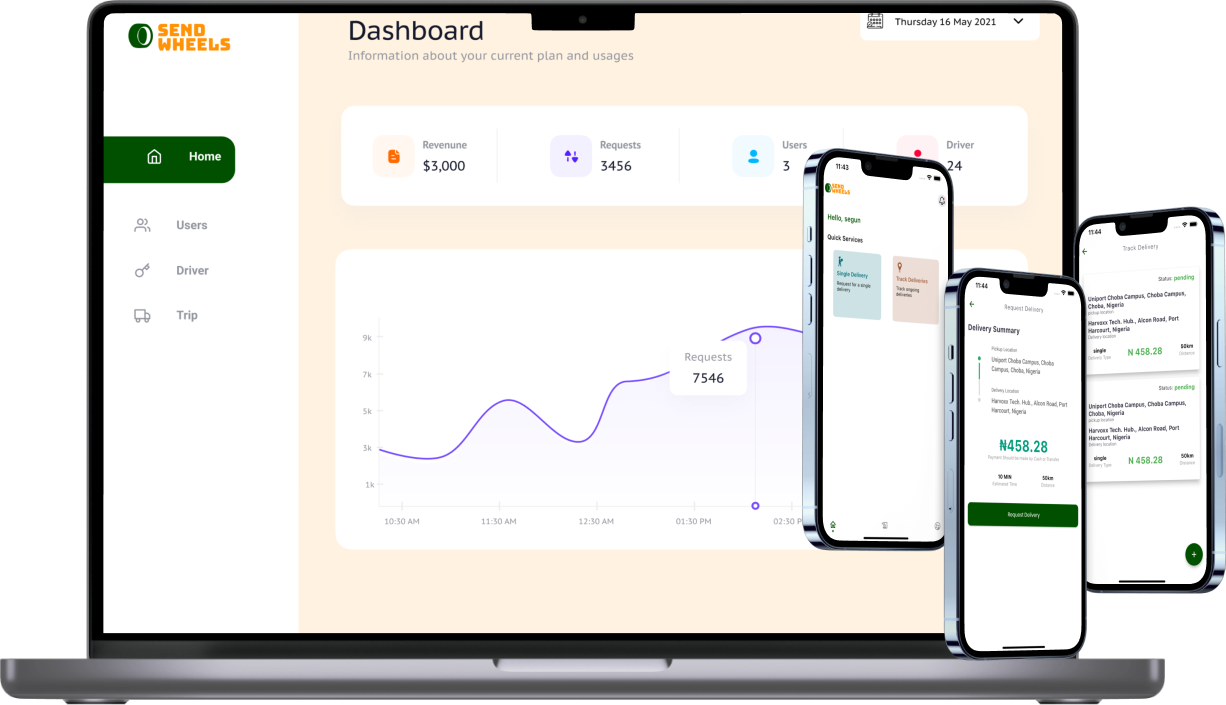 SEND
WHEELS
Dashboard
Information about your current plan and usages
Thursday 16 May 2021
Home
Users
Driver
Trip
Revenune
$3,000
Requests
3456
Users
3
Driver
24
9k
7k
5k
3k
1k
Requests
7546
10:30 AM
11:30 AM
12:30 AM
01:30 PM
02:30 P
11:43
SEND
WHEELS
Hello, segun
Quick Services
Single Delivery
Request for a single
delivery
Track Deliveries
Track ongoing
deliveries
11:44
Request Delivery
Delivery Summary
Pickup Location
Uniport Choba Campus, Choba
Campus, Choba, Nigeria
Delivery Location
Harvoxx Tech. Hub., Alcon Road, Port
Harcourt, Nigeria
₦458.28
Payment Should be made by Cash or Transfer
10 MIN
Estimated Time
50km
Distance
Request Delivery
11:44
Track Delivery
Status: pending
Uniport Choba Campus, Choba Campus,
Choba, Nigeria
pickup location
Harvoxx Tech. Hub., Alcon Road, Port
Harcourt, Nigeria
Delivery location
single
Delivery Type
N 458.28
50km
Distance
Status: pending
Uniport Choba Campus, Choba Campus,
Choba, Nigeria
pickup location
Harvoxx Tech. Hub., Alcon Road, Port
Harcourt, Nigeria
Delivery location
single
Delivery Type
N 458.28
50km
Distance
+